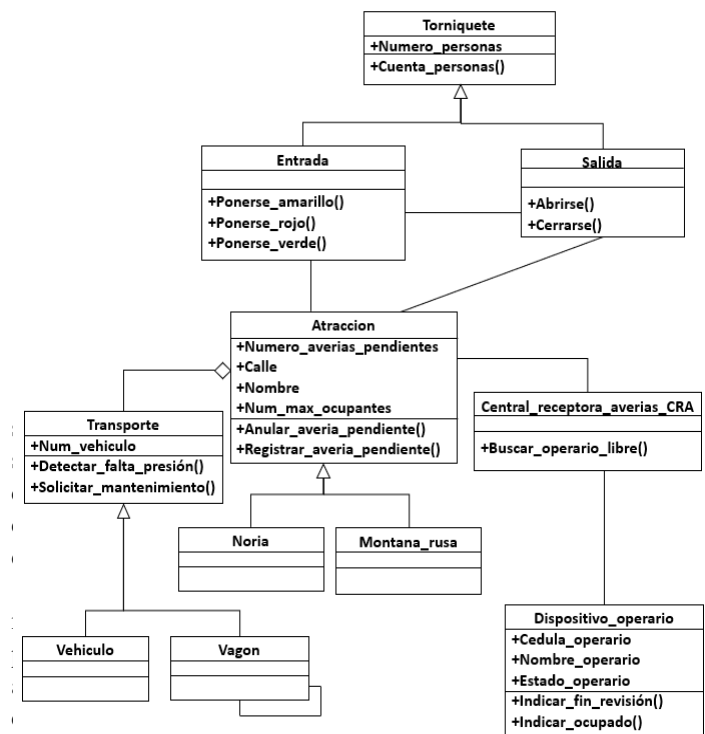 Torniquete
+Numero_personas
+Cuenta_personas()
Entrada
+Ponerse_amarillo()
+Ponerse_rojo()
+Ponerse_verde()
Salida
+Abrirse()
+Cerrarse()
Atraccion
+Numero_averias_pendientes
+Calle
+Nombre
+Num_max_ocupantes
+Anular_averia_pendiente()
+Registrar_averia_pendiente()
Transporte
+Num_vehiculo
+Detectar_falta_presión()
+Solicitar_mantenimiento()
Central_receptora_averias_CRA
+Buscar_operario_libre()
Noria
Montana_rusa
Vehiculo
Vagon
Dispositivo_operario
+Cedula_operario
+Nombre_operario
+Estado_operario
+Indicar_fin_revisión()
+Indicar_ocupado()